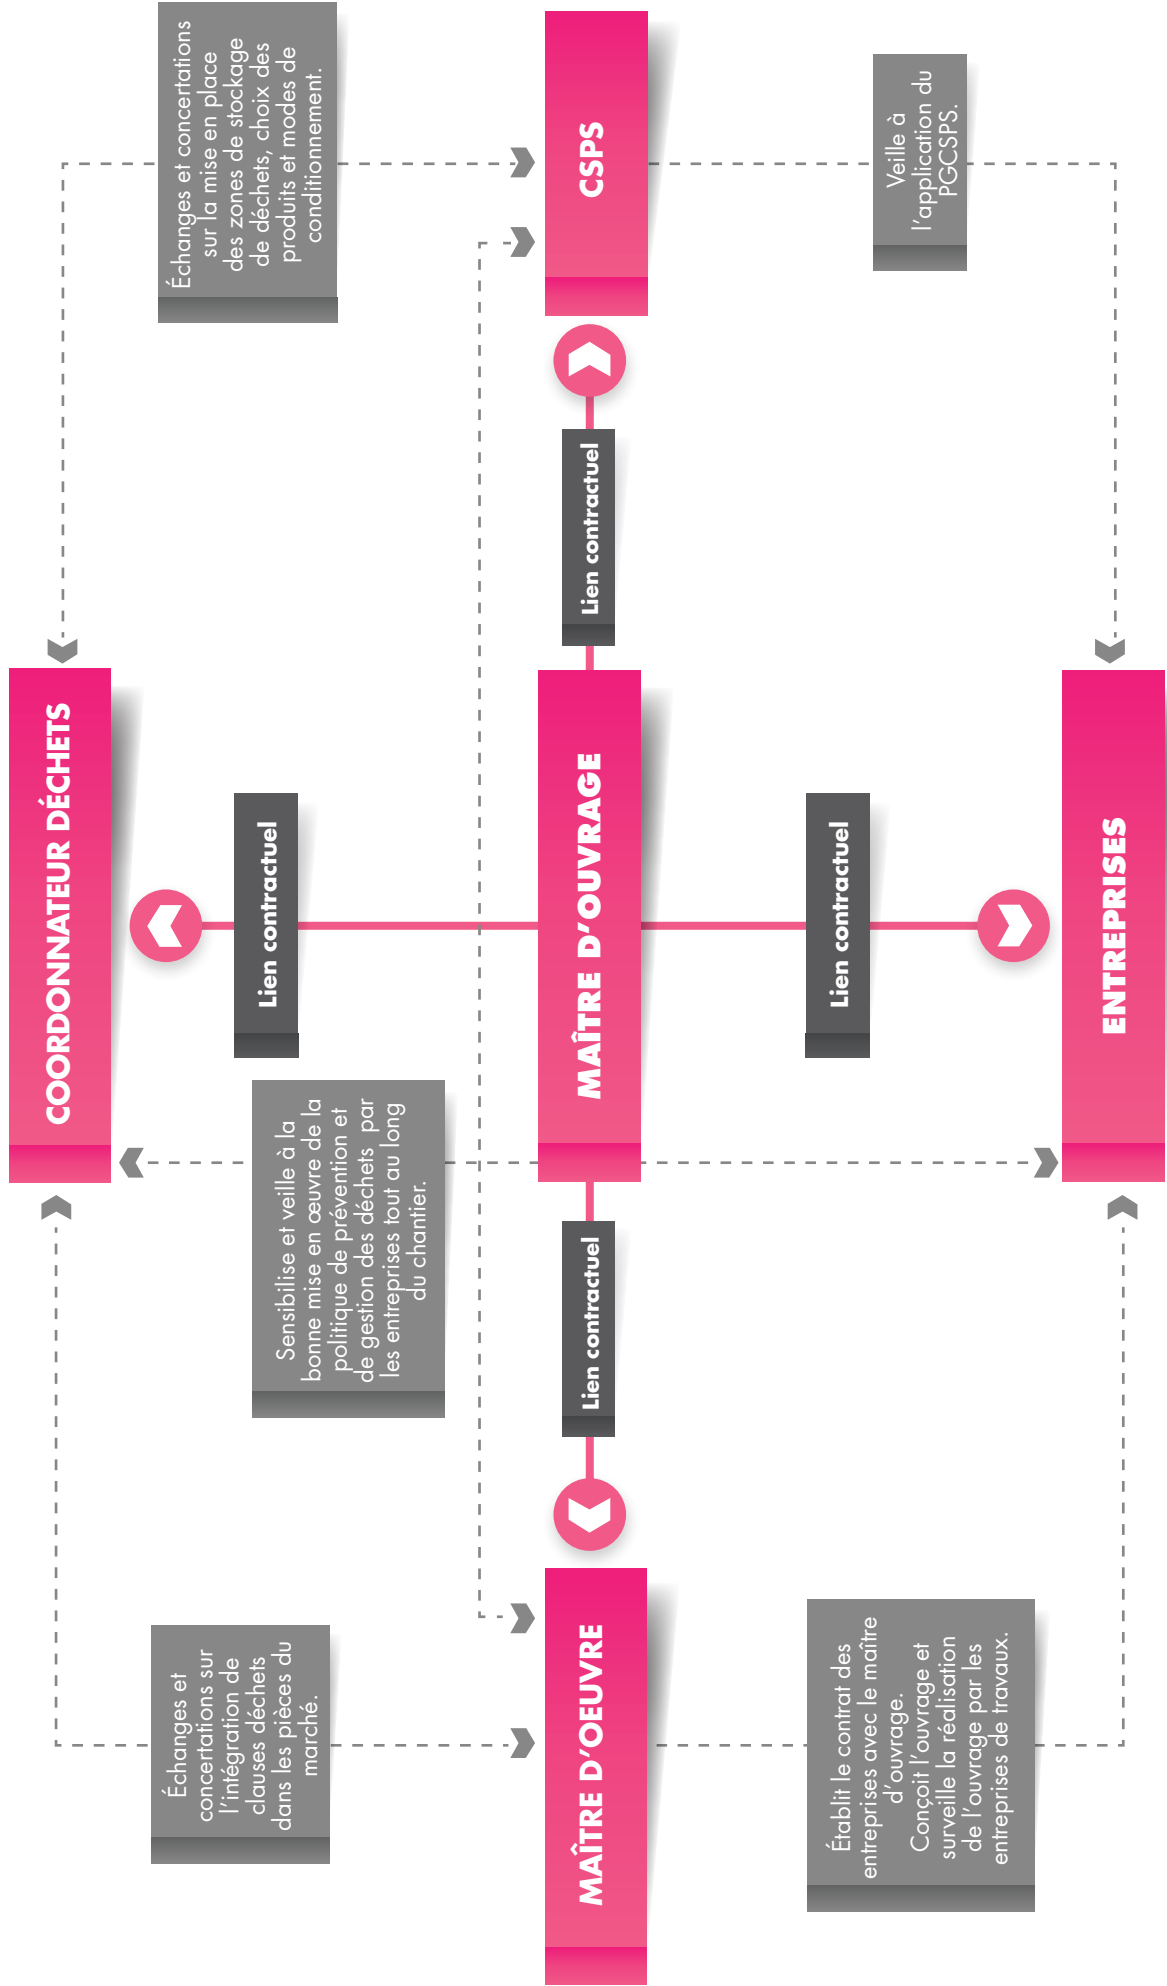 COORDONNATEUR DÉCHETS
Échanges et
concertations sur
l'intégration de
clauses déchets
dans les pièces du
marché.
Échanges et concertations
sur la mise en place
des zones de stockage
de déchets, choix des
produits et modes de
conditionnement.
Lien contractuel
Sensibilise et veille à la
bonne mise en œuvre de la
politique de prévention et
de gestion des déchets par
les entreprises tout au long
du chantier.
MAÎTRE D'OEUVRE
Lien contractuel
MAÎTRE D'OUVRAGE
Lien contractuel
CSPS
Établit le contrat des
entreprises avec le maître
d'ouvrage.
Conçoit l'ouvrage et
surveille la réalisation
de l'ouvrage par les
entreprises de travaux.
Lien contractuel
Veille à
l'application du
PGCSPS.
ENTREPRISES